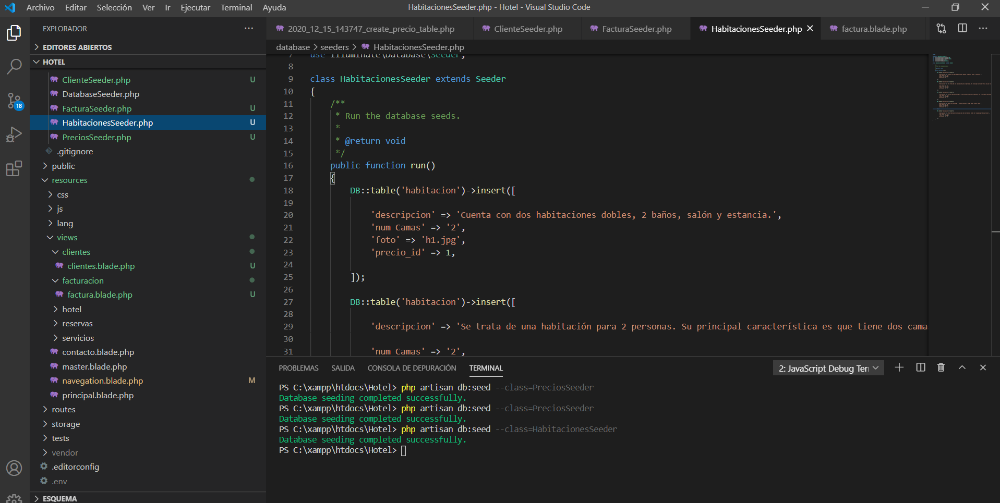 Archivo Editar Selección Ver Ir Ejecutar Terminal Ayuda
HabitacionesSeeder.php - Hotel - Visual Studio Code
EXPLORADOR
EDITORES ABIERTOS
HOTEL
ClienteSeeder.php U
DatabaseSeeder.php
FacturaSeeder.php U
HabitacionesSeeder.php U
PreciosSeeder.php U
.gitignore
public
resources
css
js
lang
views
clientes
clientes.blade.php U
facturacion
factura.blade.php U
hotel
reservas
servicios
contacto.blade.php
master.blade.php
navegation.blade.php M
principal.blade.php
routes
storage
tests
vendor
.editorconfig
.env
ESQUEMA
18
2020_12_15_143747_create_precio_table.php ClienteSeeder.php FacturaSeeder.php HabitacionesSeeder.php factura.blade.php
database > seeders > HabitacionesSeeder.php
7 use Illuminate\Database\Seeder;
8
9 class HabitacionesSeeder extends Seeder
10 {
11 /**
12 * Run the database seeds.
13 *
14 * @return void
15 */
16 public function run()
17 {
18 DB::table('habitacion')->insert([
19
20 'descripcion' => 'Cuenta con dos habitaciones dobles, 2 baños, salón y estancia.',
21 'num Camas' => '2',
22 'foto' => 'h1.jpg',
23 'precio_id' => 1,
24
25 ]);
26
27 DB::table('habitacion')->insert([
28
29 'descripcion' => 'Se trata de una habitación para 2 personas. Su principal característica es que tiene dos cama
30
31 'num Camas' => '2',
PROBLEMAS SALIDA CONSOLA DE DEPURACIÓN TERMINAL
2: JavaScript Debug Ter
PS C:\xampp\htdocs\Hotel> php artisan db:seed --class=PreciosSeeder
Database seeding completed successfully.
PS C:\xampp\htdocs\Hotel> php artisan db:seed --class=PreciosSeeder
Database seeding completed successfully.
PS C:\xampp\htdocs\Hotel> php artisan db:seed --class=HabitacionesSeeder
Database seeding completed successfully.
PS C:\xampp\htdocs\Hotel>